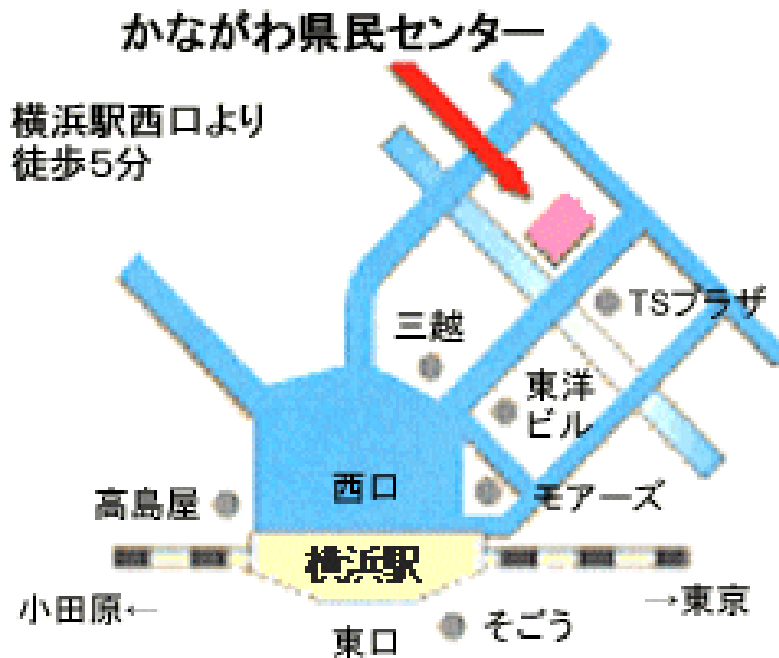 かながわ県民センター
横浜駅西口より
徒歩5分
TSプラザ
三越
東洋
ビル
高島屋
西口
モアーズ
横浜駅
小田原←
→東京
東口
そごう